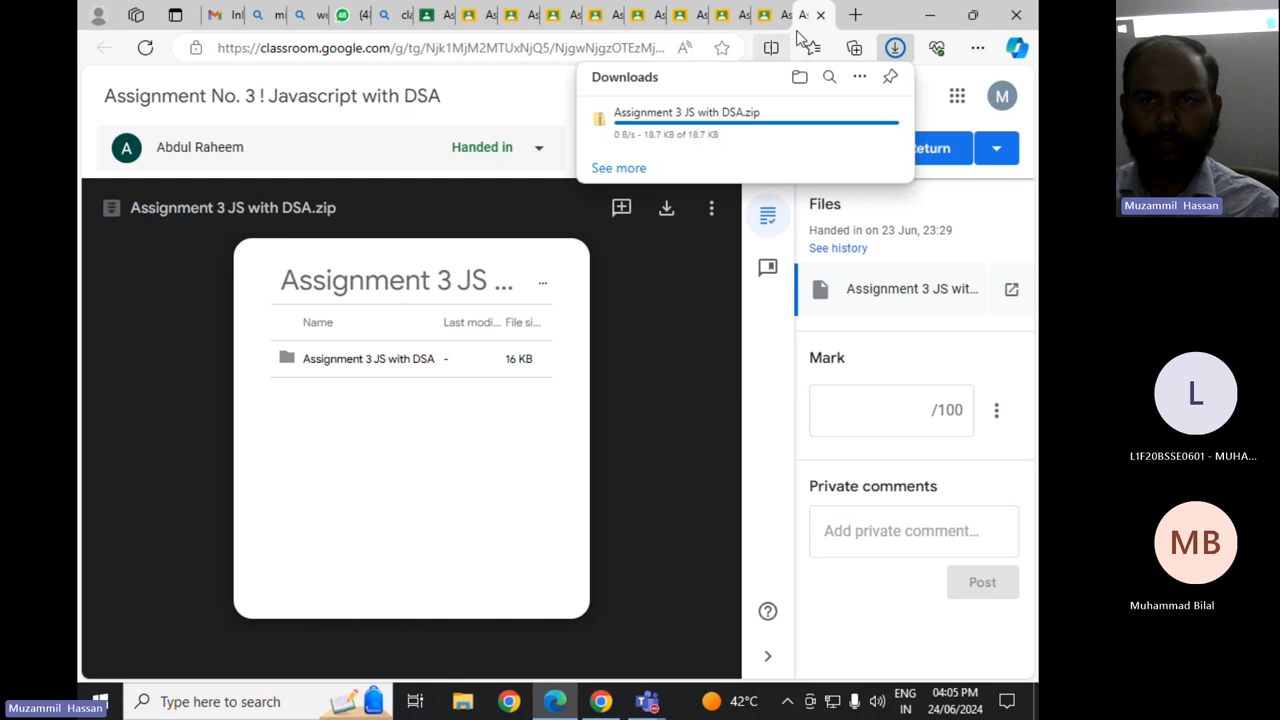 https://classroom.google.com/g/tg/Njk1MjM2MTUxNjQ5/NjgwNjgzOTEzMj...
Downloads
Assignment 3 JS with DSA.zip
0 B/s - 18.7 KB of 18.7 KB
See more
Assignment No. 3 ! Javascript with DSA
M
A
Abdul Raheem
Handed in
Assignment 3 JS with DSA.zip
Assignment 3 JS ...
Name
Last modi...
File si...
Assignment 3 JS with DSA
-
16 KB
Files
Handed in on 23 Jun, 23:29
See history
Assignment 3 JS wit...
Mark
/100
Private comments
Add private comment...
Post
Muzammil Hassan
L
L1F20BSSE0601 - MUHA...
MB
Muhammad Bilal
Muzammil Hassan
Type here to search
42°C
ENG
IN
04:05 PM
24/06/2024